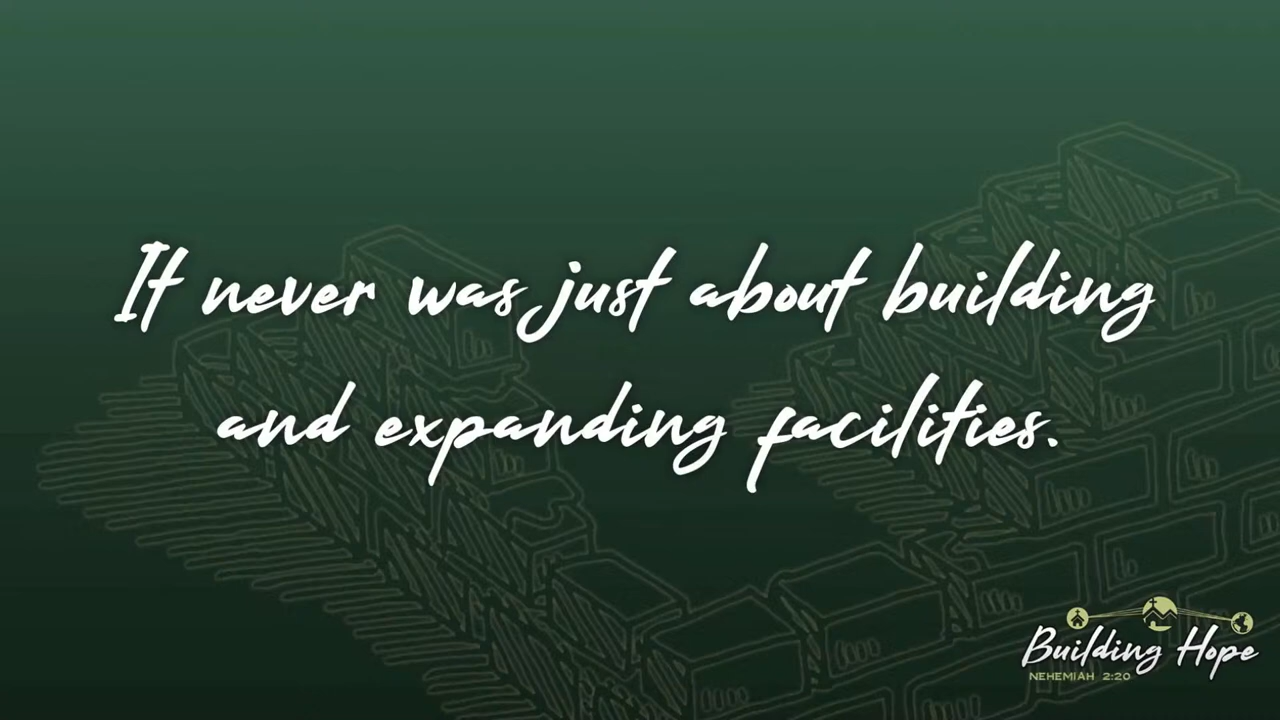 It never was just about building
and expanding facilities.
Building Hope
NEHEMIAH 2:20